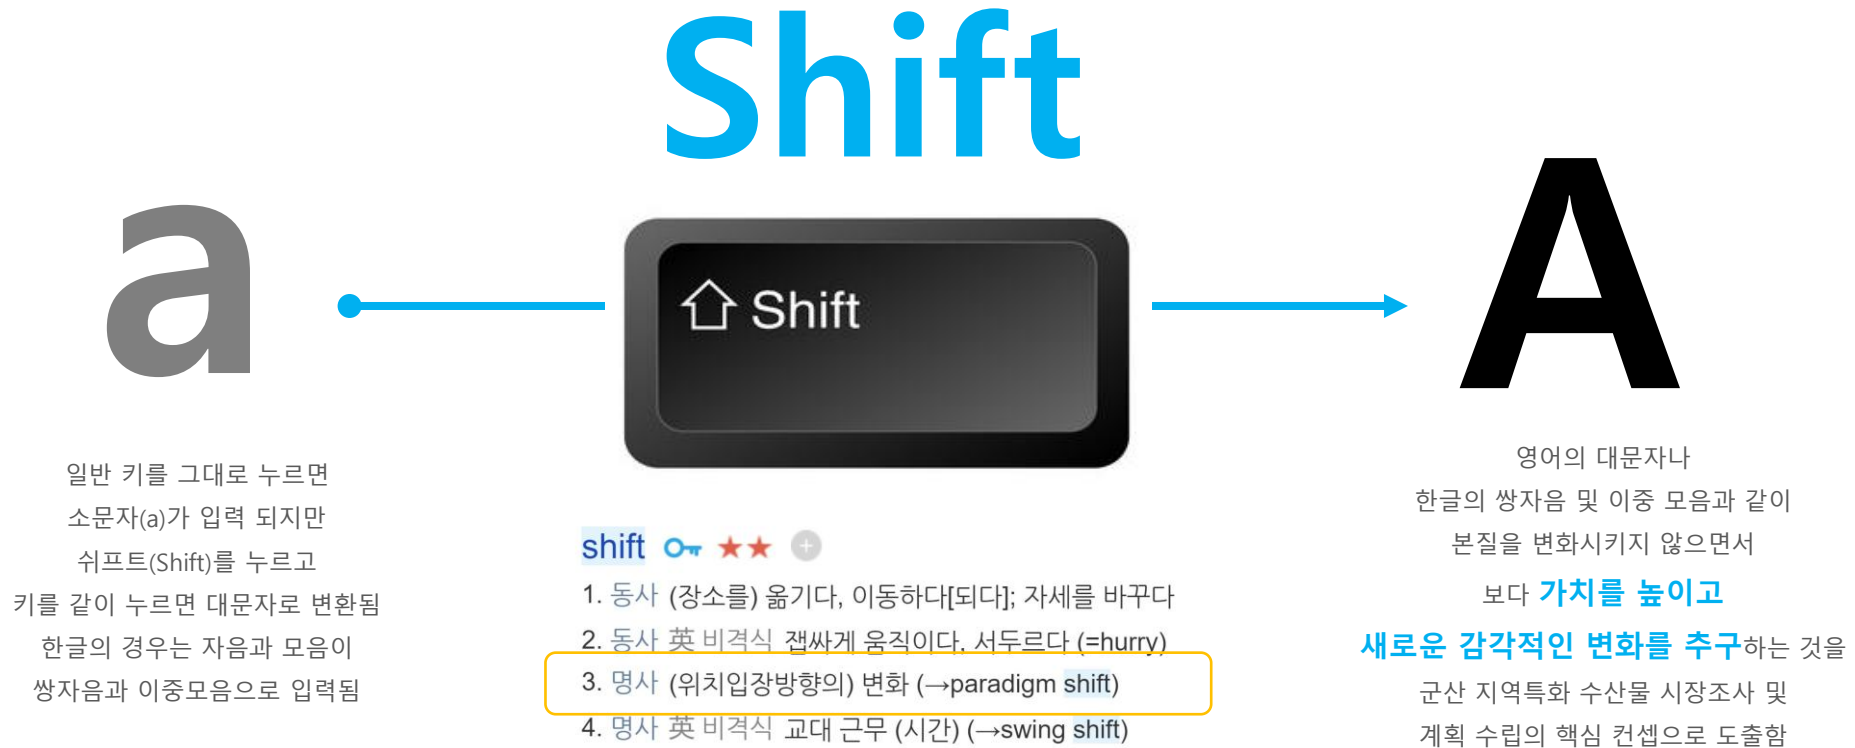 Shift
a
Shift
A
일반 키를 그대로 누르면
소문자(a)가 입력 되지만
쉬프트(Shift)를 누르고
키를 같이 누르면 대문자로 변환됨
한글의 경우는 자음과 모음이
쌍자음과 이중모음으로 입력됨
shift
1. 동사 (장소를) 옮기다, 이동하다[되다]; 자세를 바꾸다
2. 동사 英 비격식 잽싸게 움직이다, 서두르다 (=hurry)
3. 명사 (위치입장방향의) 변화 (→paradigm shift)
4. 명사 英 비격식 교대 근무 (시간) (→swing shift)
영어의 대문자나
한글의 쌍자음 및 이중 모음과 같이
본질을 변화시키지 않으면서
보다 가치를 높이고
새로운 감각적인 변화를 추구하는 것을
군산 지역특화 수산물 시장조사 및
계획 수립의 핵심 컨셉으로 도출함